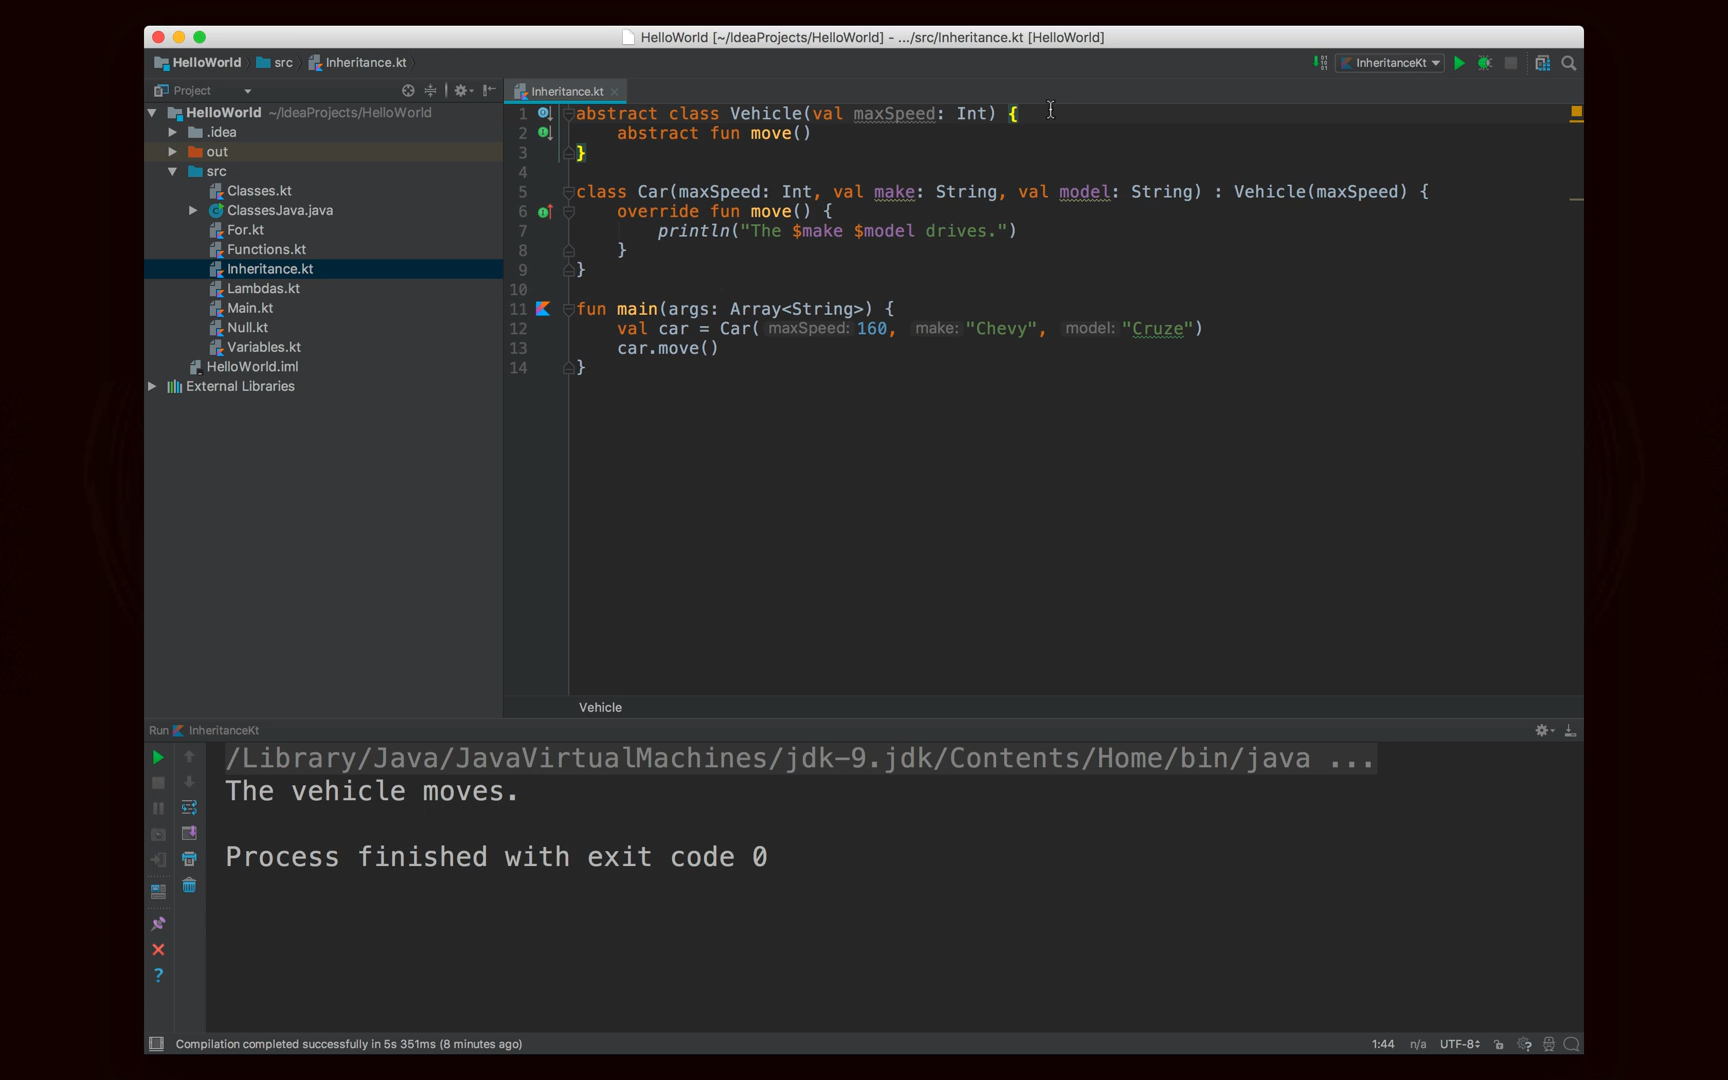 HelloWorld [~/IdeaProjects/HelloWorld] - .../src/Inheritance.kt [HelloWorld]
HelloWorld src Inheritance.kt InheritanceKt
Project Inheritance.kt
HelloWorld ~/IdeaProjects/HelloWorld
.idea
out
src
Classes.kt
ClassesJava.java
For.kt
Functions.kt
Inheritance.kt
Lambdas.kt
Main.kt
Null.kt
Variables.kt
HelloWorld.iml
External Libraries
1 abstract class Vehicle(val maxSpeed: Int) {
2 abstract fun move()
3 }
4
5 class Car(maxSpeed: Int, val make: String, val model: String) : Vehicle(maxSpeed) {
6 override fun move() {
7 println("The $make $model drives.")
8 }
9 }
10
11 fun main(args: Array<String>) {
12 val car = Car( maxSpeed: 160, make: "Chevy", model: "Cruze")
13 car.move()
14 }
Vehicle
Run InheritanceKt
/Library/Java/JavaVirtualMachines/jdk-9.jdk/Contents/Home/bin/java ...
The vehicle moves.
Process finished with exit code 0
Compilation completed successfully in 5s 351ms (8 minutes ago) 1:44 n/a UTF-8